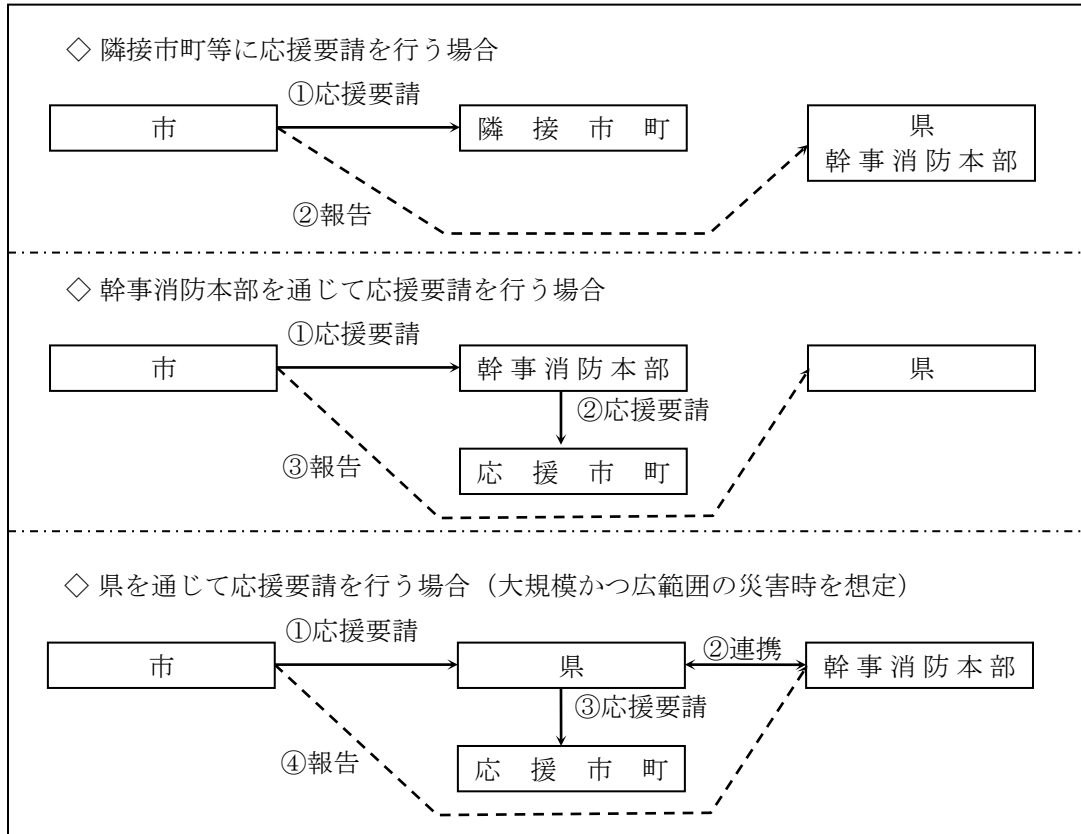 ◇ 隣接市町等に応援要請を行う場合
①応援要請
市
隣接市町
県
幹事消防本部
②報告
◇ 幹事消防本部を通じて応援要請を行う場合
①応援要請
市
幹事消防本部
県
②応援要請
③報告
応援市町
◇ 県を通じて応援要請を行う場合（大規模かつ広範囲の災害時を想定）
①応援要請
市
県
②連携
幹事消防本部
③応援要請
④報告
応援市町